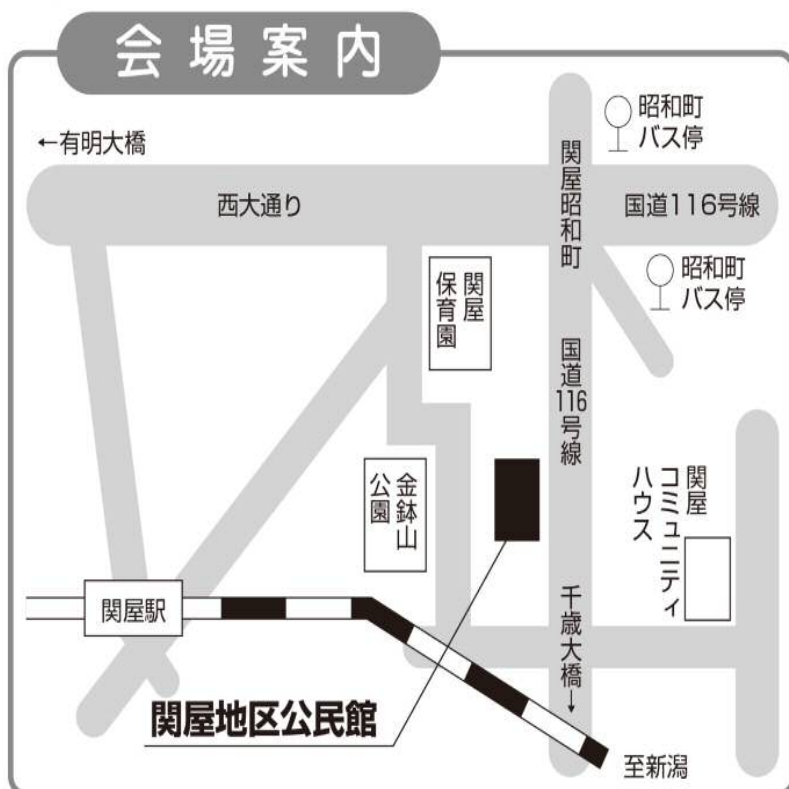 会場案内
←有明大橋
西大通り
関屋昭和町
国道116号線
昭和町
バス停
昭和町
バス停
関屋
保育園
国道116号線
金鉢山
公園
関屋
コミュニティ
ハウス
関屋駅
千歳大橋↓
関屋地区公民館
至新潟